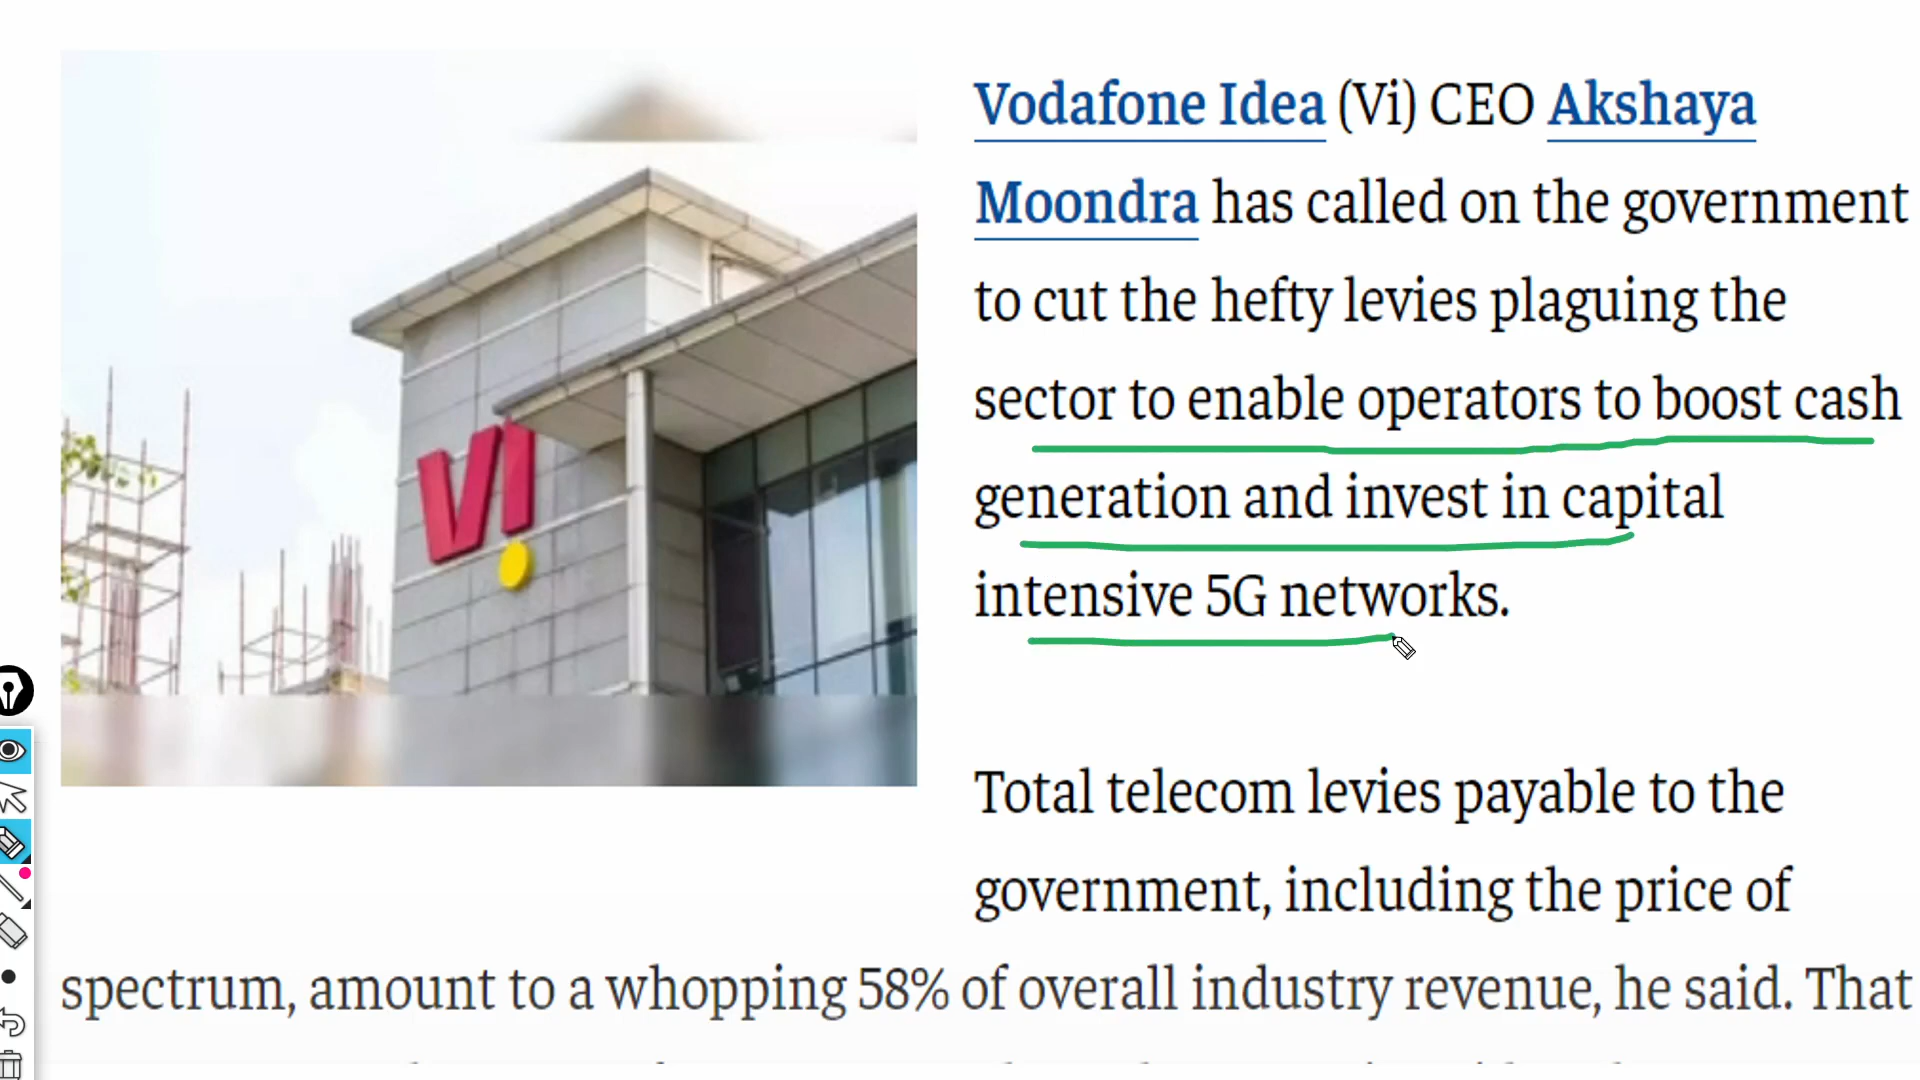 Vodafone Idea (Vi) CEO Akshaya
Moondra has called on the government
to cut the hefty levies plaguing the
sector to enable operators to boost cash
generation and invest in capital
intensive 5G networks.
Total telecom levies payable to the
government, including the price of
spectrum, amount to a whopping 58% of overall industry revenue, he said. That
VI